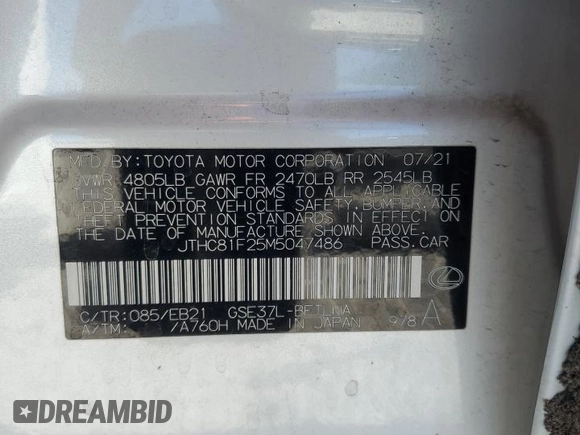 MFD BY: TOYOTA MOTOR CORPORATION 07/21
GVWR 4805LB GAWR FR 2470LB RR 2545LB
THIS VEHICLE CONFORMS TO ALL APPLICABLE
FEDERAL MOTOR VEHICLE SAFETY, BUMPER, AND
THEFT PREVENTION STANDARDS IN EFFECT ON
THE DATE OF MANUFACTURE SHOWN ABOVE.
JTHC81F25M5047486 PASS.CAR
C/TR: 085/EB21 GSE37L-BETLNA
A/TM: /A760H MADE IN JAPAN 9/8 A
DREAMBID